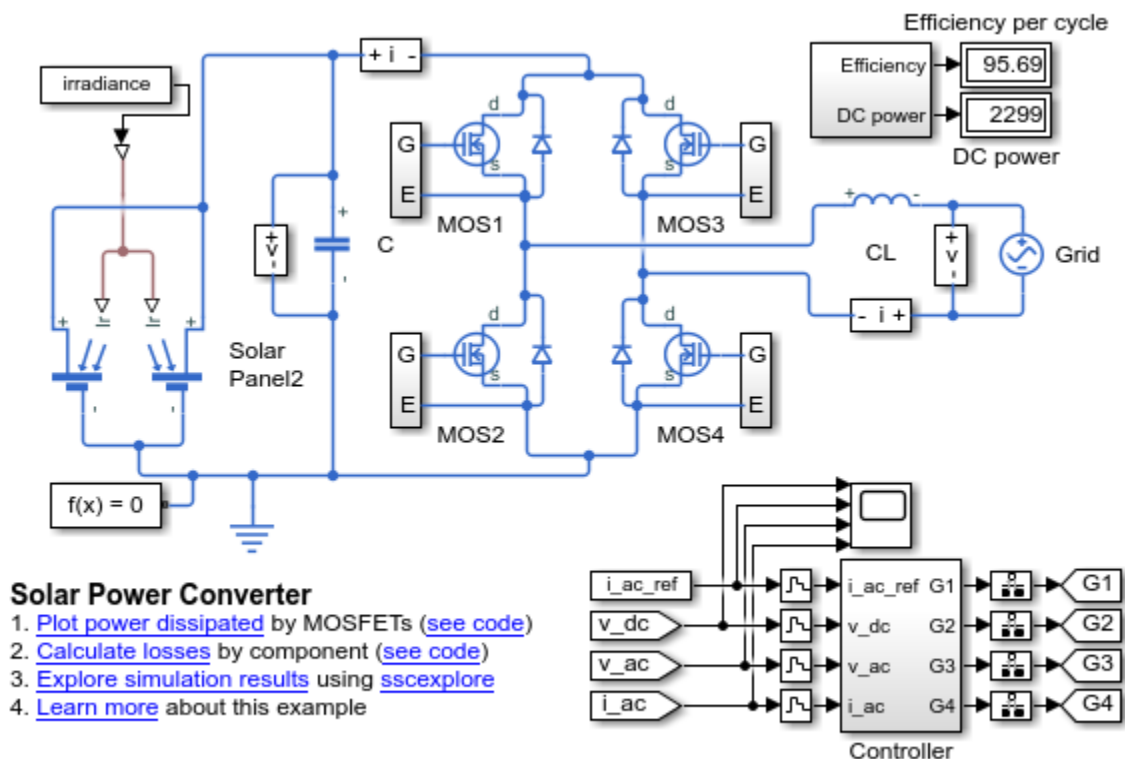 Efficiency per cycle
irradiance
+ i -
Efficiency
95.69
DC power
2299
DC power
d
d
G
G
s
s
E
E
MOS1
MOS3
+
-
+
+ v -
C
-
CL
+ v -
Grid
- i +
+
Ir
Ir
+
Solar
Panel2
d
d
G
G
s
s
E
E
MOS2
MOS4
-
-
f(x) = 0
Solar Power Converter
1. Plot power dissipated by MOSFETs (see code)
2. Calculate losses by component (see code)
3. Explore simulation results using sscexplore
4. Learn more about this example
i_ac_ref
i_ac_ref G1
G1
v_dc
v_dc G2
G2
v_ac
v_ac G3
G3
i_ac
i_ac G4
G4
Controller